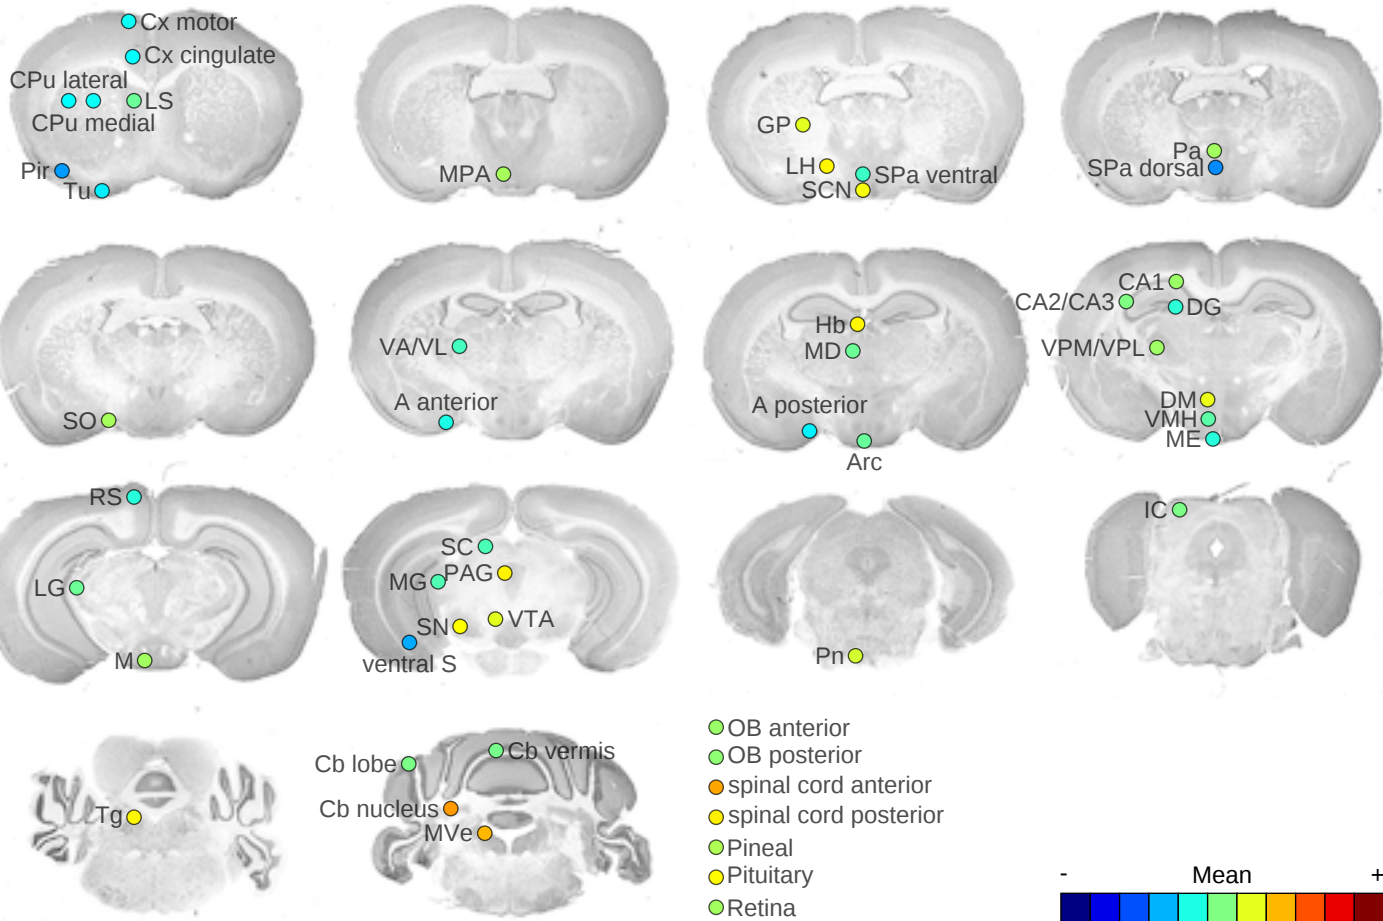 Cx motor
Cx cingulate
CPu lateral
LS
CPu medial
Pir
Tu
MPA
GP
LH
SPa ventral
SCN
Pa
SPa dorsal
SO
VA/VL
A anterior
Hb
MD
A posterior
Arc
CA1
CA2/CA3
DG
VPM/VPL
DM
VMH
ME
RS
LG
M
SC
MG
PAG
SN
VTA
ventral S
Pn
IC
Tg
Cb lobe
Cb vermis
Cb nucleus
MVe
OB anterior
OB posterior
spinal cord anterior
spinal cord posterior
Pineal
Pituitary
Retina
- Mean +